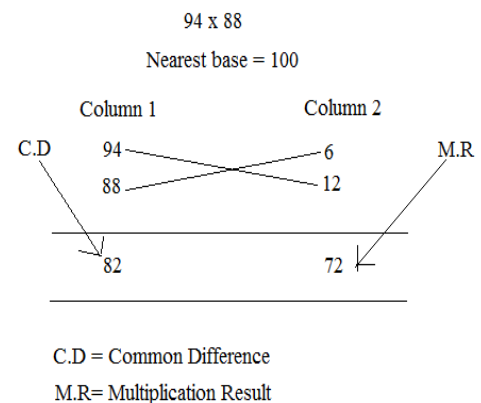 94 x 88
Nearest base = 100
Column 1 Column 2
C.D 94 6 M.R
88 12
82 72
C.D = Common Difference
M.R= Multiplication Result